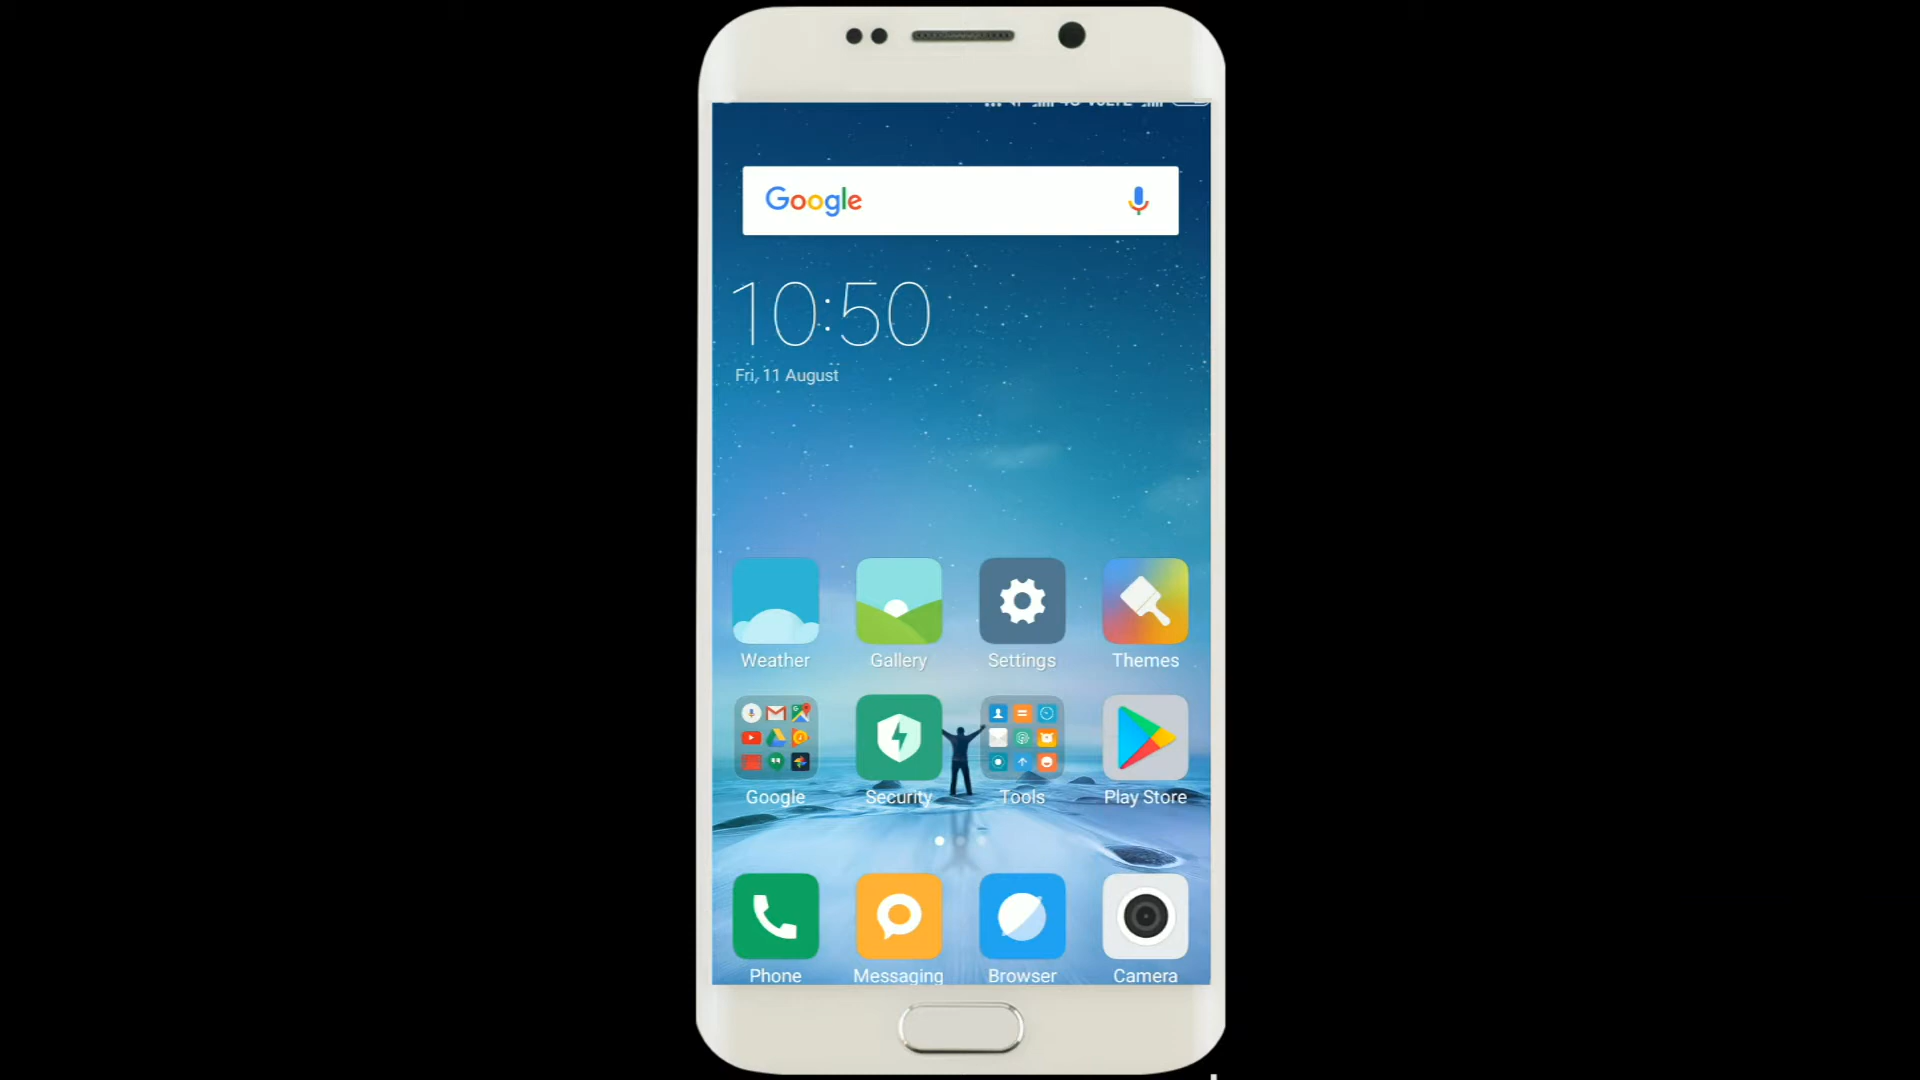 Google
10:50
Fri, 11 August
Weather Gallery Settings Themes
Google Security Tools Play Store
Phone Messaging Browser Camera